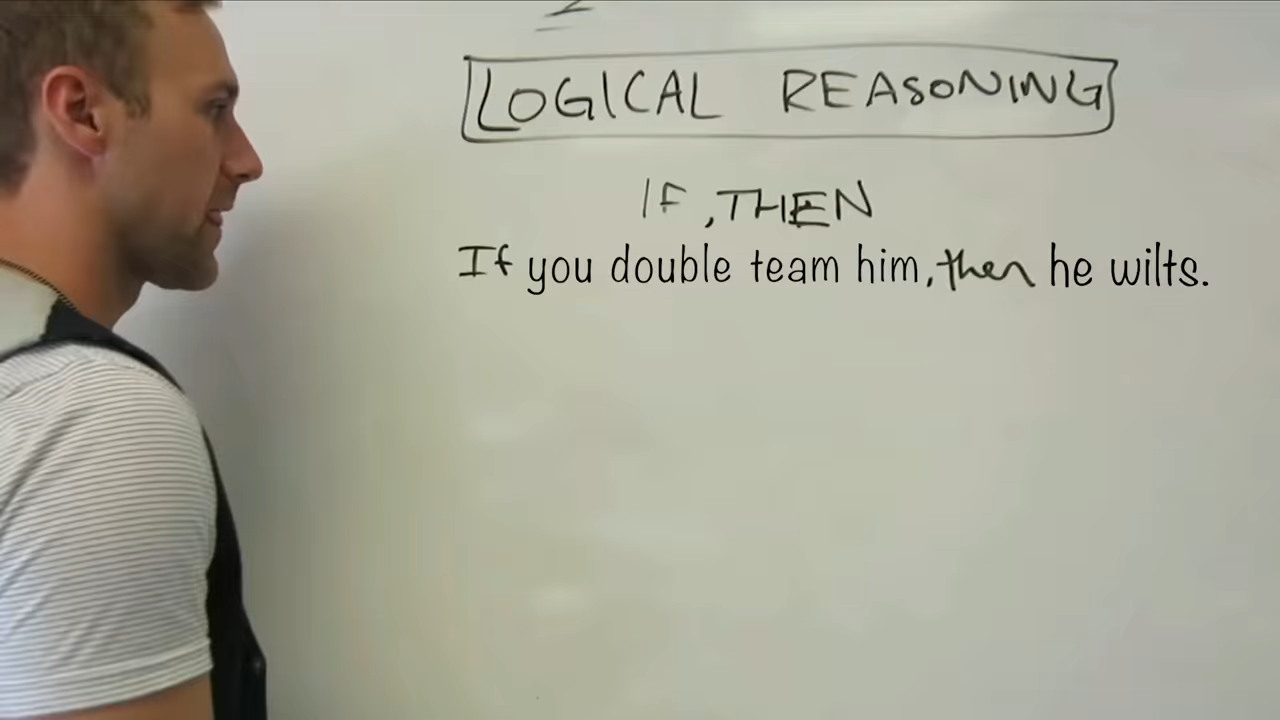 LOGICAL REASONING
IF, THEN
If you double team him, then he wilts.